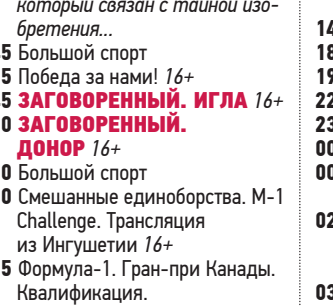 который связан с тайной изо-
бретения...
5 Большой спорт
5 Победа за нами! 16+
5 ЗАГОВОРЕННЫЙ. ИГЛА 16+
0 ЗАГОВОРЕННЫЙ.
ДОНОР 16+
0 Большой спорт
0 Смешанные единоборства. М-1
Challenge. Трансляция
из Ингушетии 16+
5 Формула-1. Гран-при Канады.
Квалификация.
14
18
19
22
23
00
00
02
03